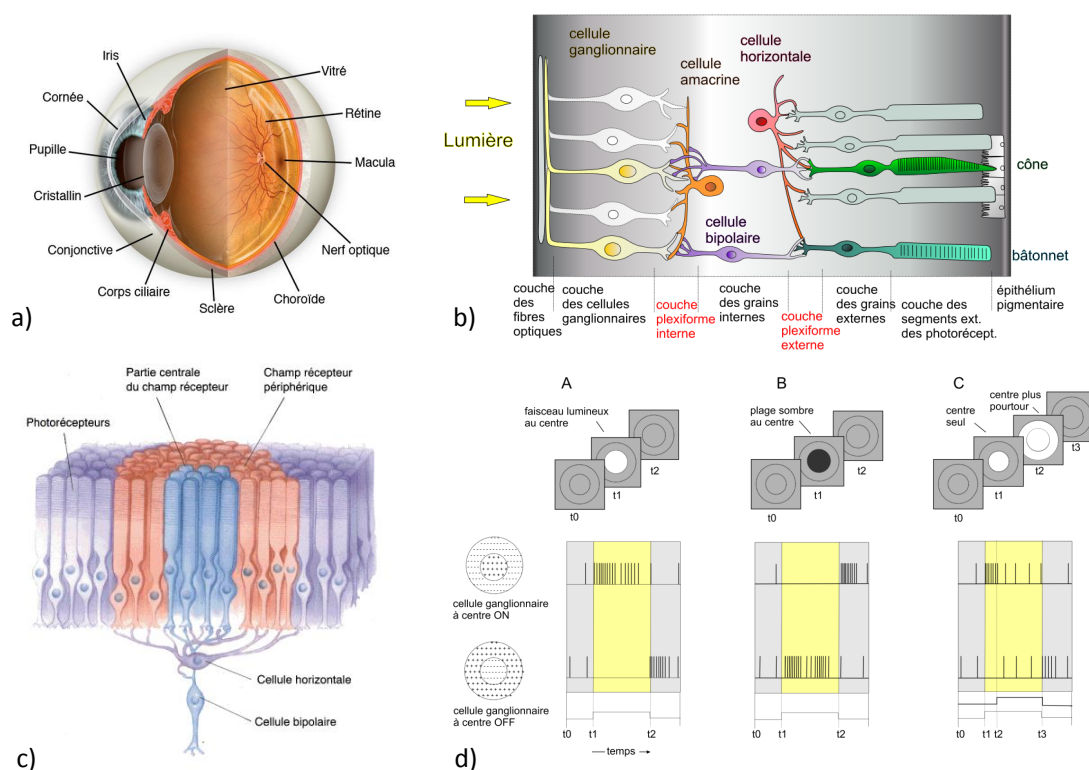 a)
Iris
Cornée
Pupille
Cristallin
Conjonctive
Corps ciliaire
Sclère
Vitré
Rétine
Macula
Nerf optique
Choroïde
b)
Lumière
cellule
ganglionnaire
cellule
amacrine
cellule
horizontale
cellule
bipolaire
cône
bâtonnet
couche
des
fibres
optiques
couche
des cellules
ganglionnaires
couche
plexiforme
interne
couche
des grains
internes
couche
plexiforme
externe
couche
des grains
externes
couche des
segments ext.
des photorécept.
épithélium
pigmentaire
c)
Partie centrale
du champ récepteur
Champ récepteur
périphérique
Photorécepteurs
Cellule horizontale
Cellule bipolaire
d)
A
faisceau lumineux
au centre
t0
t1
t2
B
plage sombre
au centre
t0
t1
t2
C
centre
seul
centre plus
pourtour
t0
t1
t2
t3
cellule ganglionnaire
à centre ON
cellule ganglionnaire
à centre OFF
t0 t1 t2
temps
t0 t1 t2
t0 t1 t2 t3